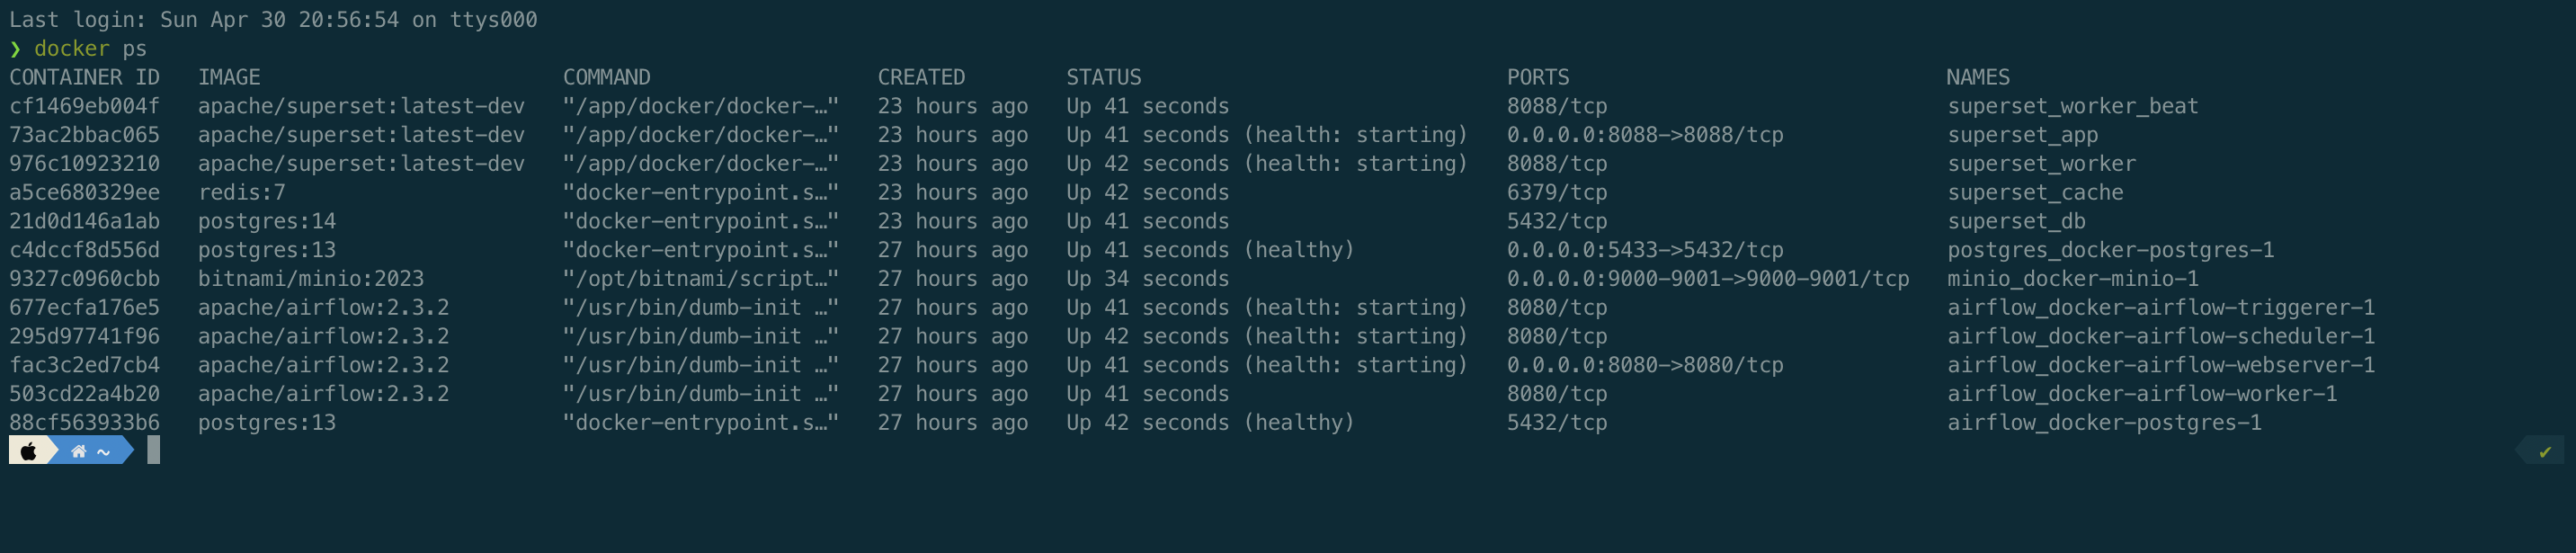 Last login: Sun Apr 30 20:56:54 on ttys000
❯ docker ps
CONTAINER ID   IMAGE                        COMMAND                  CREATED        STATUS                             PORTS                              NAMES
cf1469eb004f   apache/superset:latest-dev   "/app/docker/docker-…"   23 hours ago   Up 41 seconds                      8088/tcp                           superset_worker_beat
73ac2bbac065   apache/superset:latest-dev   "/app/docker/docker-…"   23 hours ago   Up 41 seconds (health: starting)   0.0.0.0:8088->8088/tcp             superset_app
976c10923210   apache/superset:latest-dev   "/app/docker/docker-…"   23 hours ago   Up 42 seconds (health: starting)   8088/tcp                           superset_worker
a5ce680329ee   redis:7                      "docker-entrypoint.s…"   23 hours ago   Up 42 seconds                      6379/tcp                           superset_cache
21d0d146a1ab   postgres:14                  "docker-entrypoint.s…"   23 hours ago   Up 41 seconds                      5432/tcp                           superset_db
c4dccf8d556d   postgres:13                  "docker-entrypoint.s…"   27 hours ago   Up 41 seconds (healthy)            0.0.0.0:5433->5432/tcp             postgres_docker-postgres-1
9327c0960cbb   bitnami/minio:2023           "/opt/bitnami/script…"   27 hours ago   Up 34 seconds                      0.0.0.0:9000-9001->9000-9001/tcp   minio_docker-minio-1
677ecfa176e5   apache/airflow:2.3.2         "/usr/bin/dumb-init …"   27 hours ago   Up 41 seconds (health: starting)   8080/tcp                           airflow_docker-airflow-triggerer-1
295d97741f96   apache/airflow:2.3.2         "/usr/bin/dumb-init …"   27 hours ago   Up 42 seconds (health: starting)   8080/tcp                           airflow_docker-airflow-scheduler-1
fac3c2ed7cb4   apache/airflow:2.3.2         "/usr/bin/dumb-init …"   27 hours ago   Up 41 seconds (health: starting)   0.0.0.0:8080->8080/tcp             airflow_docker-airflow-webserver-1
503cd22a4b20   apache/airflow:2.3.2         "/usr/bin/dumb-init …"   27 hours ago   Up 41 seconds                      8080/tcp                           airflow_docker-airflow-worker-1
88cf563933b6   postgres:13                  "docker-entrypoint.s…"   27 hours ago   Up 42 seconds (healthy)            5432/tcp                           airflow_docker-postgres-1
~ ✔